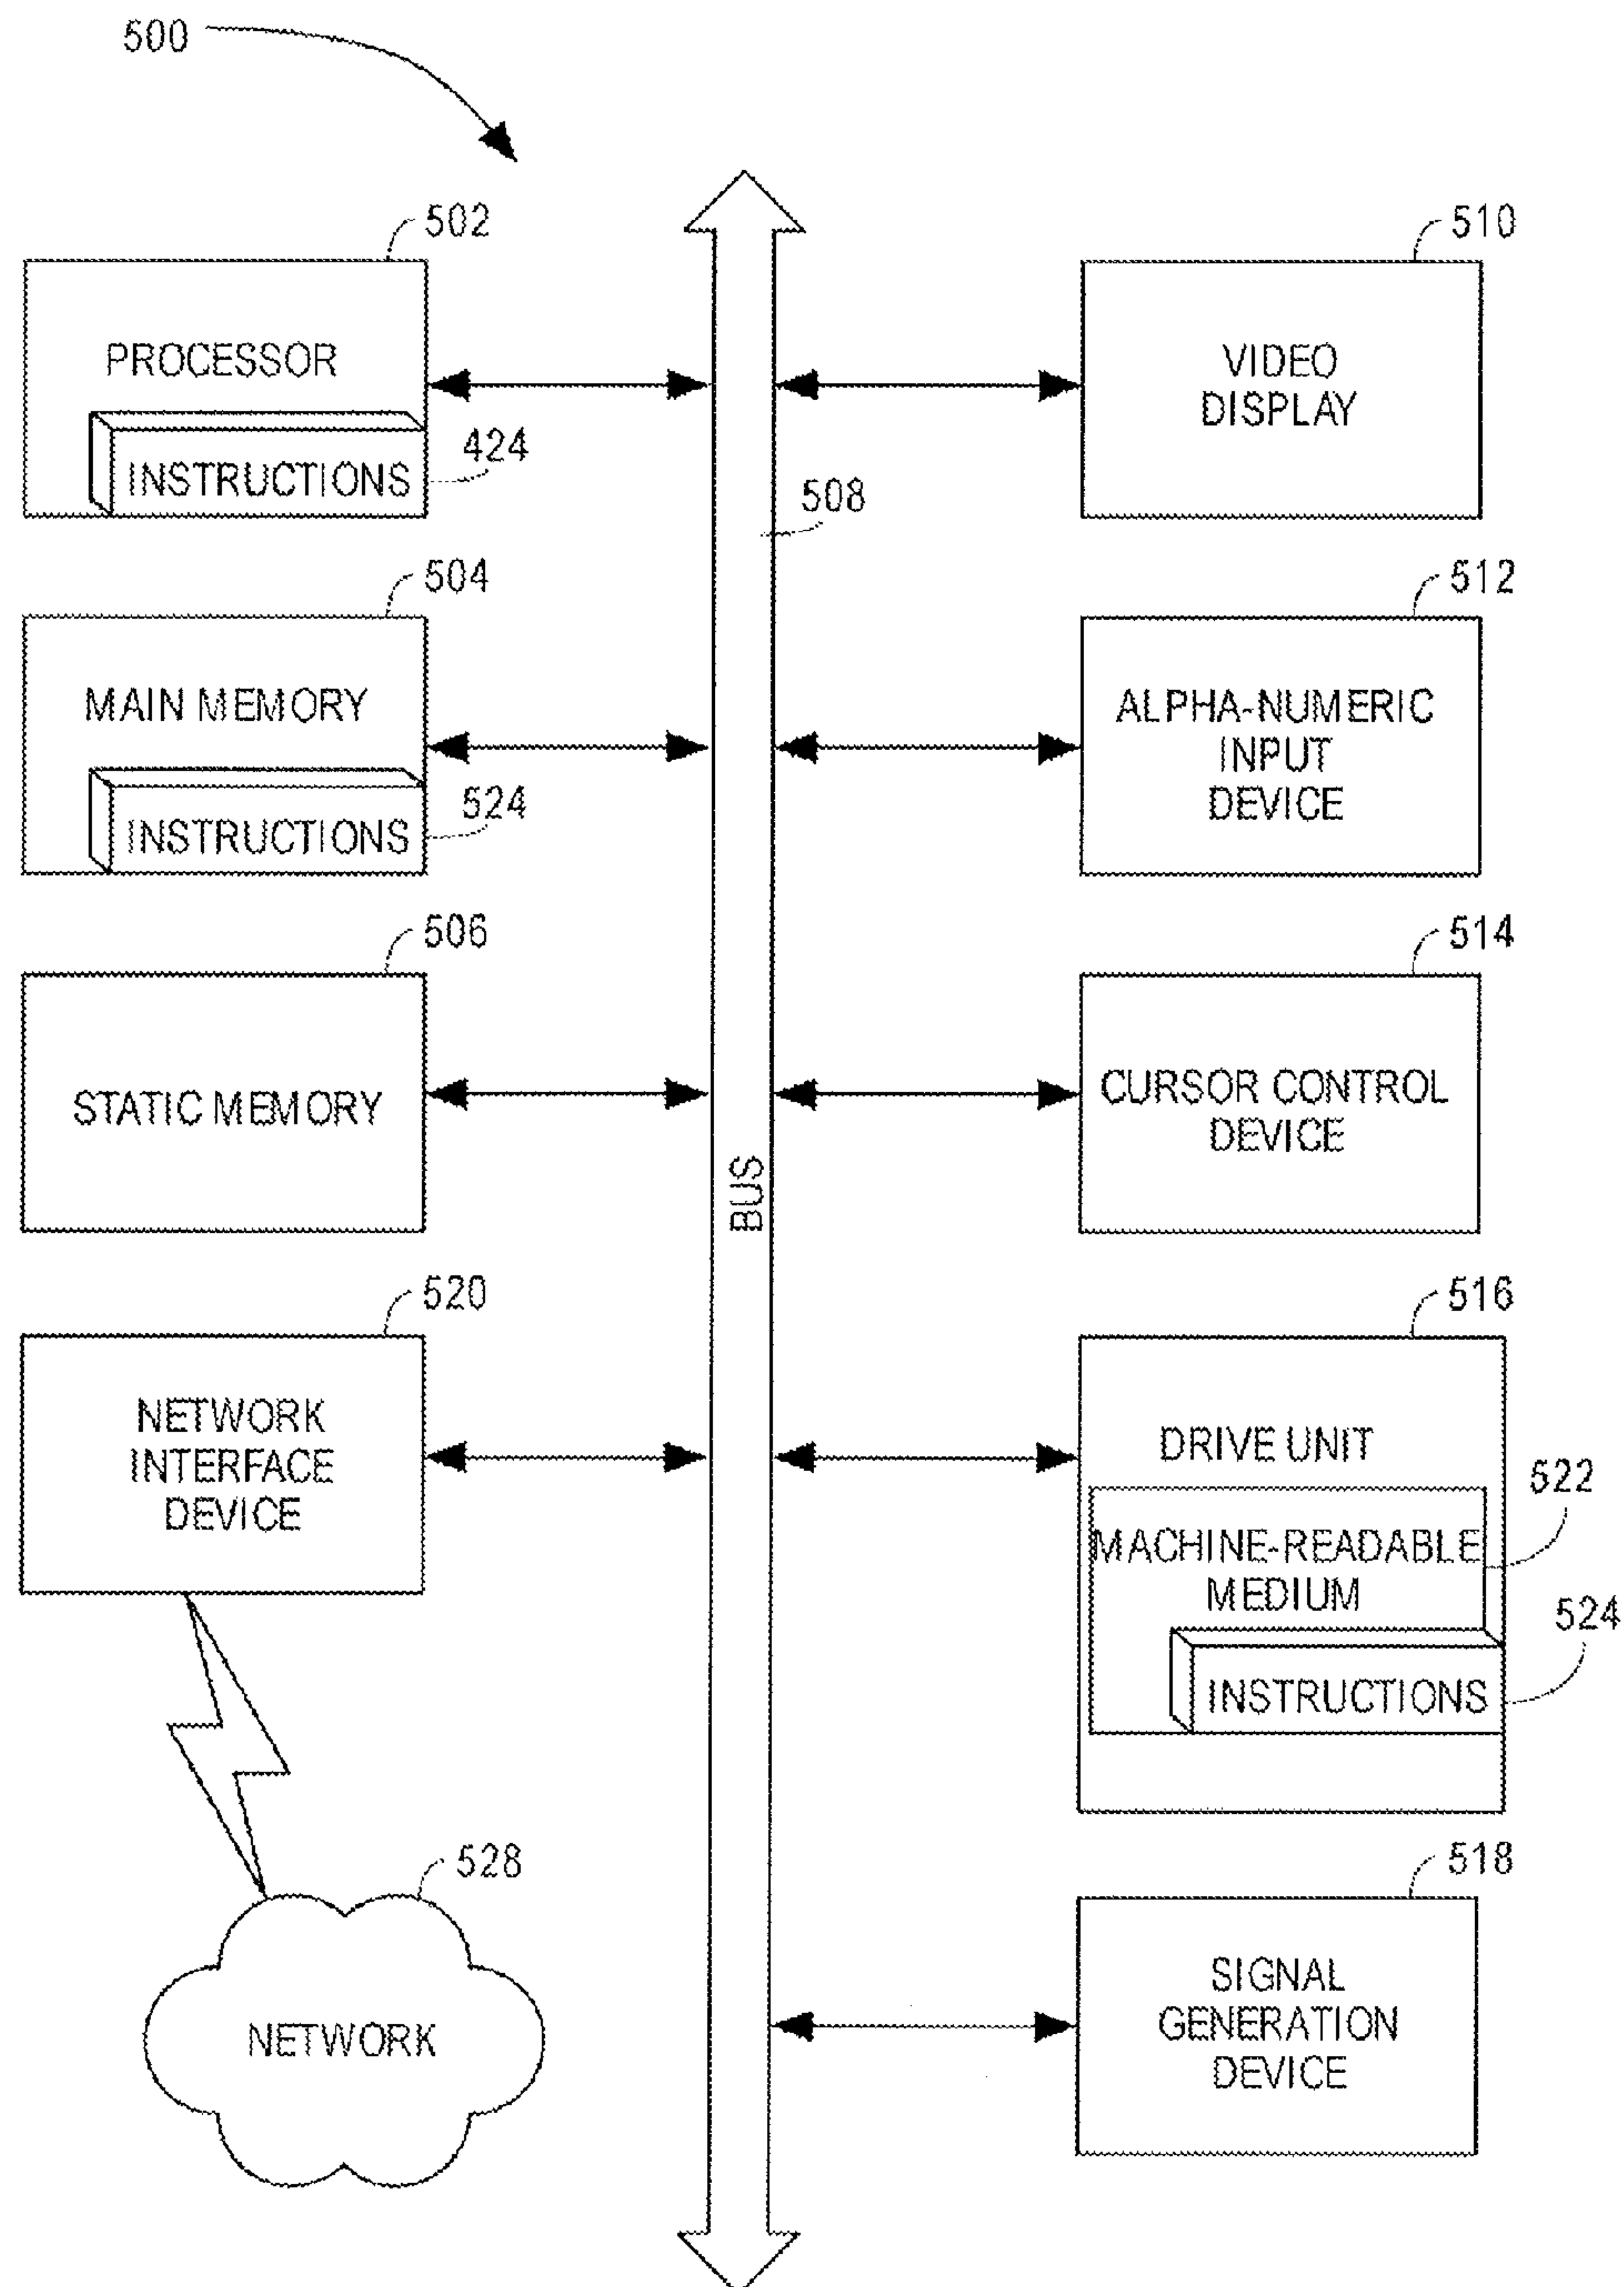 500
502
PROCESSOR
INSTRUCTIONS
424
504
MAIN MEMORY
INSTRUCTIONS
524
506
STATIC MEMORY
520
NETWORK
INTERFACE
DEVICE
528
NETWORK
508
BUS
510
VIDEO
DISPLAY
512
ALPHA-NUMERIC
INPUT
DEVICE
514
CURSOR CONTROL
DEVICE
516
DRIVE UNIT
522
MACHINE-READABLE
MEDIUM
524
INSTRUCTIONS
518
SIGNAL
GENERATION
DEVICE